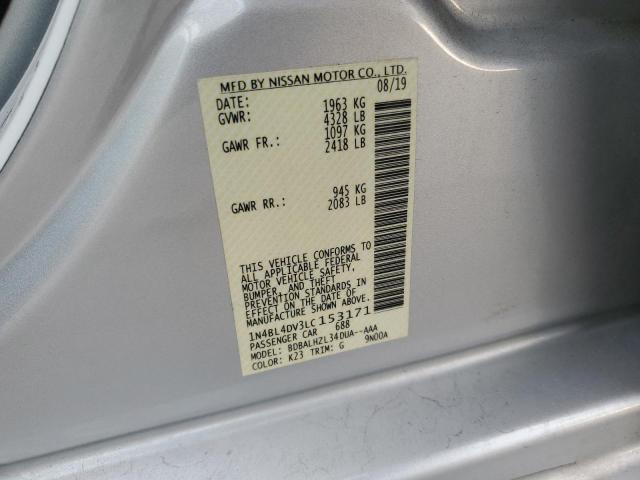 MFD BY NISSAN MOTOR CO., LTD.
08/19
DATE: 1963 KG
GVWR: 4328 LB
1097 KG
GAWR FR.: 2418 LB
945 KG
GAWR RR.: 2083 LB
THIS VEHICLE CONFORMS TO
ALL APPLICABLE FEDERAL
MOTOR VEHICLE SAFETY,
BUMPER, AND THEFT
PREVENTION STANDARDS IN
EFFECT ON THE DATE OF
MANUFACTURE SHOWN ABOVE.
1N4BL4DV3LC153171
PASSENGER CAR 688
MODEL: BDBALHZL34DUA--AAA
COLOR: K23 TRIM: G 9N00A